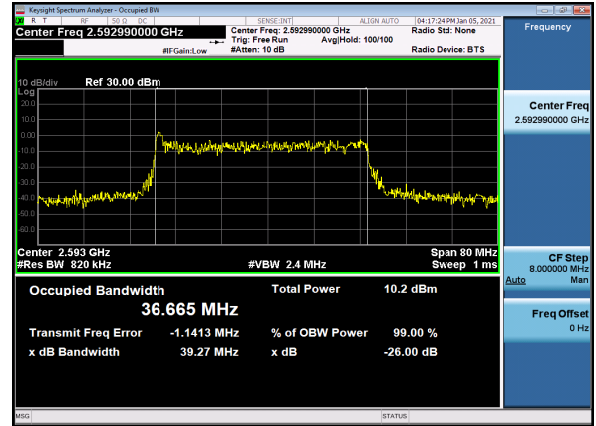 Keysight Spectrum Analyzer - Occupied BW
R T RF 50 Ω DC SENSE:INT ALIGN AUTO 04:17:24 PM Jan 05, 2021
Center Freq 2.592990000 GHz Center Freq: 2.592990000 GHz Radio Std: None Frequency
Trig: Free Run Avg|Hold: 100/100
#IFGain:Low #Atten: 10 dB Radio Device: BTS
10 dB/div Ref 30.00 dBm
Log
20.0
10.0
0.00
-10.0
-20.0
-30.0
-40.0
-50.0
-60.0
Center Freq
2.592990000 GHz
Center 2.593 GHz Span 80 MHz
#Res BW 820 kHz #VBW 2.4 MHz Sweep 1 ms
CF Step
8.000000 MHz
Auto Man
Occupied Bandwidth Total Power 10.2 dBm
36.665 MHz
Transmit Freq Error -1.1413 MHz % of OBW Power 99.00 %
x dB Bandwidth 39.27 MHz x dB -26.00 dB
Freq Offset
0 Hz
MSG STATUS